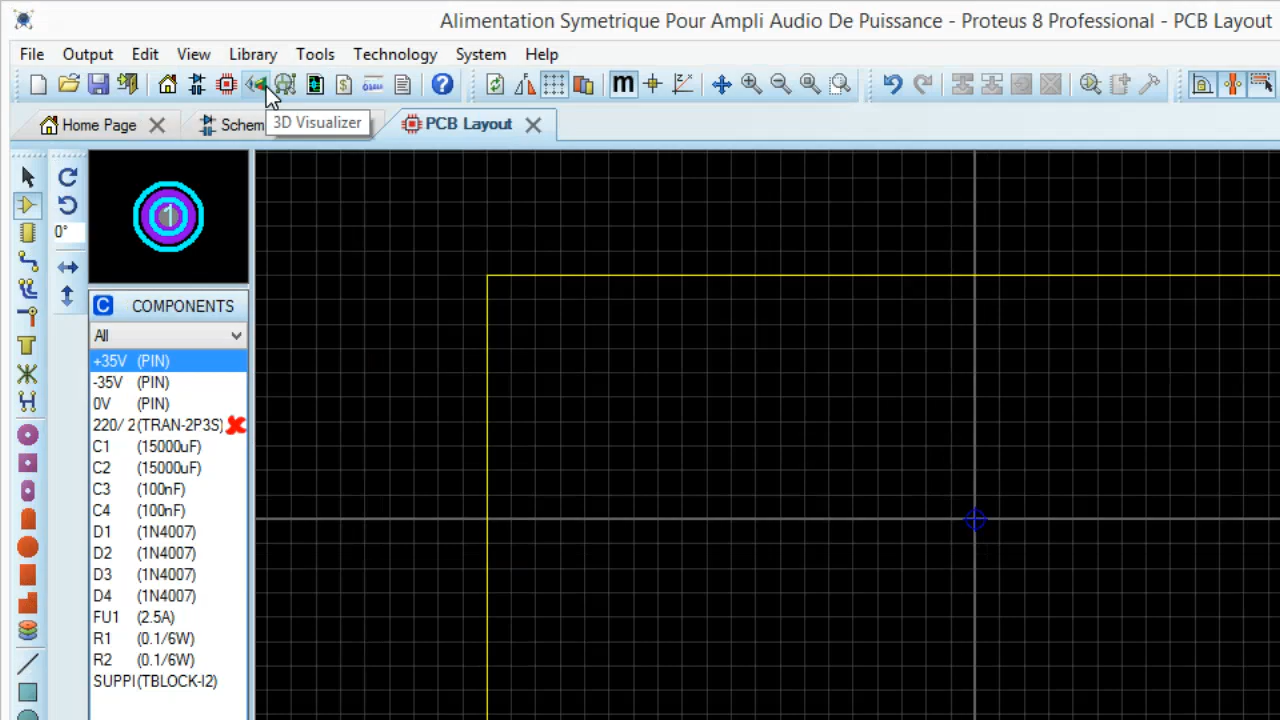 Alimentation Symetrique Pour Ampli Audio De Puissance - Proteus 8 Professional - PCB Layout
File Output Edit View Library Tools Technology System Help
$ ? m
Home Page Schem PCB Layout
3D Visualizer
1
0°
C COMPONENTS
All
+35V (PIN)
-35V (PIN)
0V (PIN)
220/ 2(TRAN-2P3S)
C1 (15000uF)
C2 (15000uF)
C3 (100nF)
C4 (100nF)
D1 (1N4007)
D2 (1N4007)
D3 (1N4007)
D4 (1N4007)
FU1 (2.5A)
R1 (0.1/6W)
R2 (0.1/6W)
SUPPI(TBLOCK-I2)